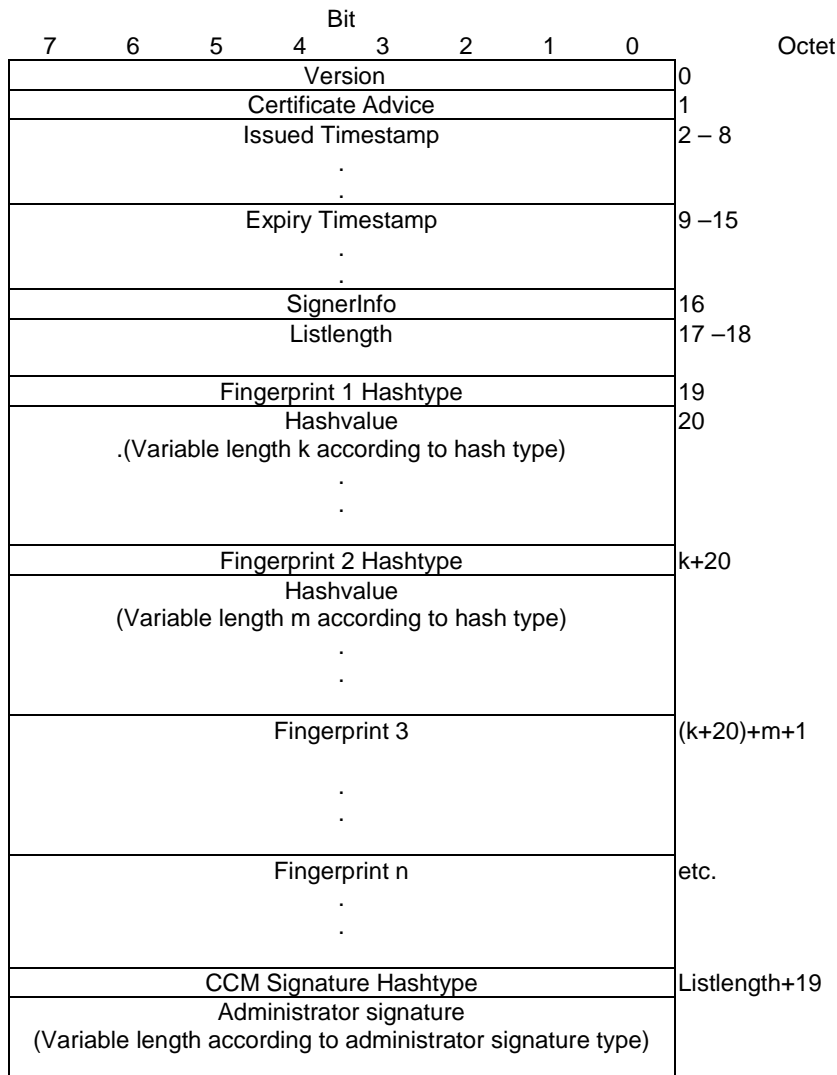 Bit
7 6 5 4 3 2 1 0 Octet
Version 0
Certificate Advice 1
Issued Timestamp 2 – 8
.
.
Expiry Timestamp 9 –15
.
.
SignerInfo 16
Listlength 17 –18
Fingerprint 1 Hashtype 19
Hashvalue 20
.(Variable length k according to hash type)
.
.
Fingerprint 2 Hashtype k+20
Hashvalue
(Variable length m according to hash type)
.
.
Fingerprint 3 (k+20)+m+1
.
.
Fingerprint n etc.
.
.
CCM Signature Hashtype Listlength+19
Administrator signature
(Variable length according to administrator signature type)